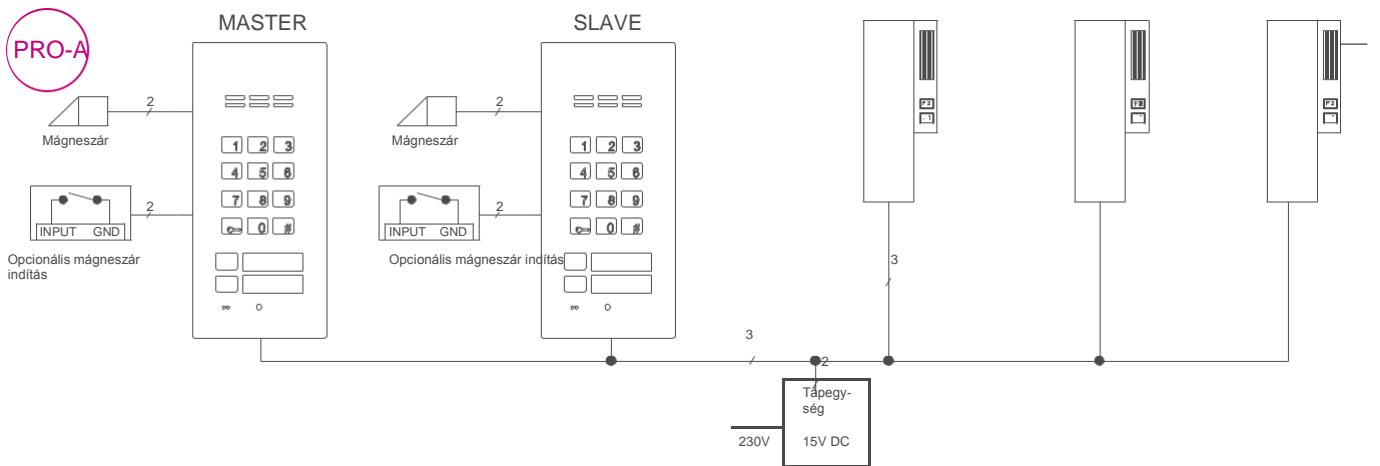 PRO-A
MASTER
SLAVE
2
Mágneszár
2
Mágneszár
1 2 3
4 5 6
7 8 9
0 #
1 2 3
4 5 6
7 8 9
0 #
F2
F2
2
INPUT GND
Opcionális mágneszár
indítás
2
INPUT GND
Opcionális mágneszár indítás
3
3
2
Tápegy-
ség
230V
15V DC